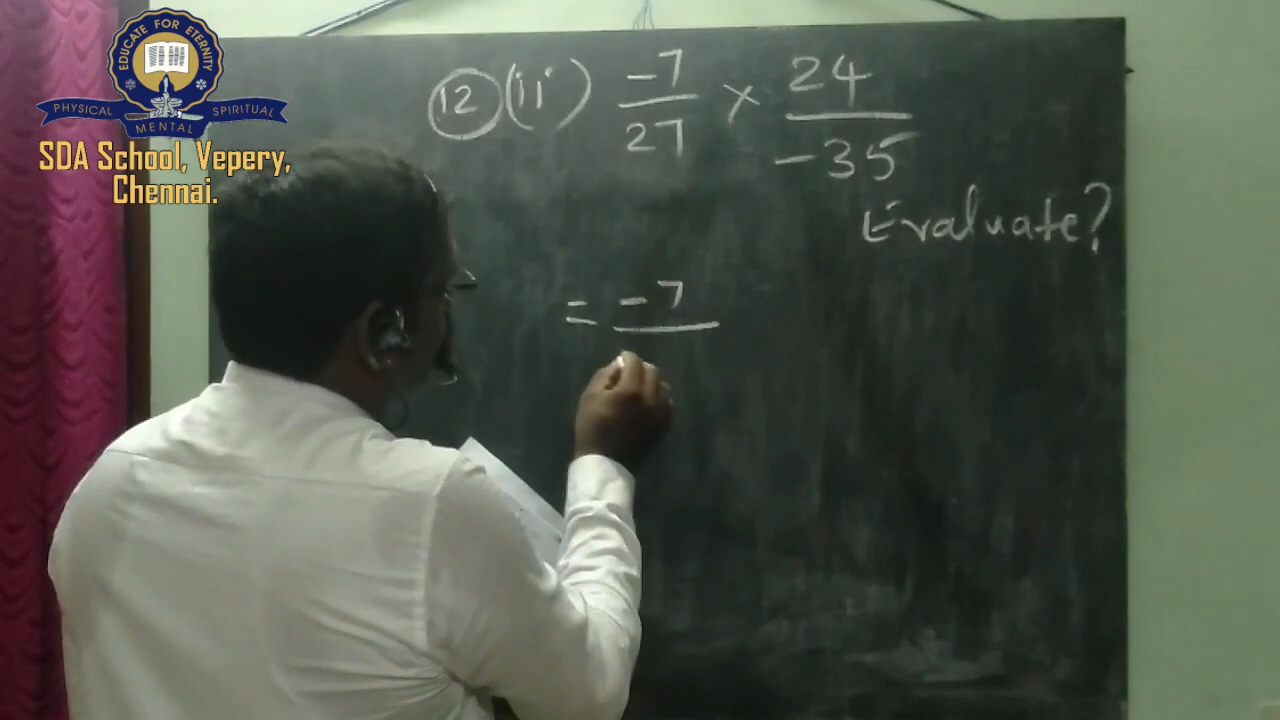 EDUCATE FOR ETERNITY
PHYSICAL MENTAL SPIRITUAL
SDA School, Vepery,
Chennai.
12 (ii) -7/27 × 24/-35
Evaluate?
= -7